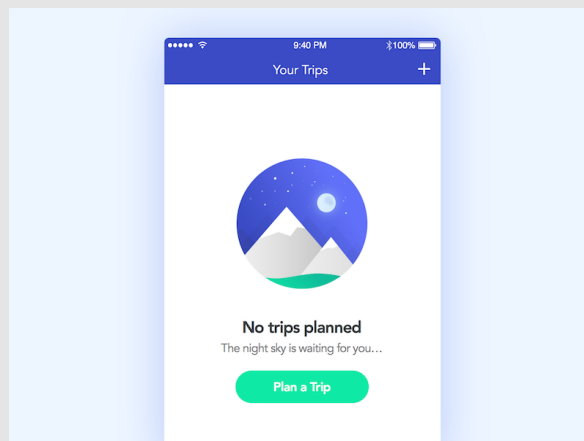 9:40 PM 100%
Your Trips
No trips planned
The night sky is waiting for you…
Plan a Trip